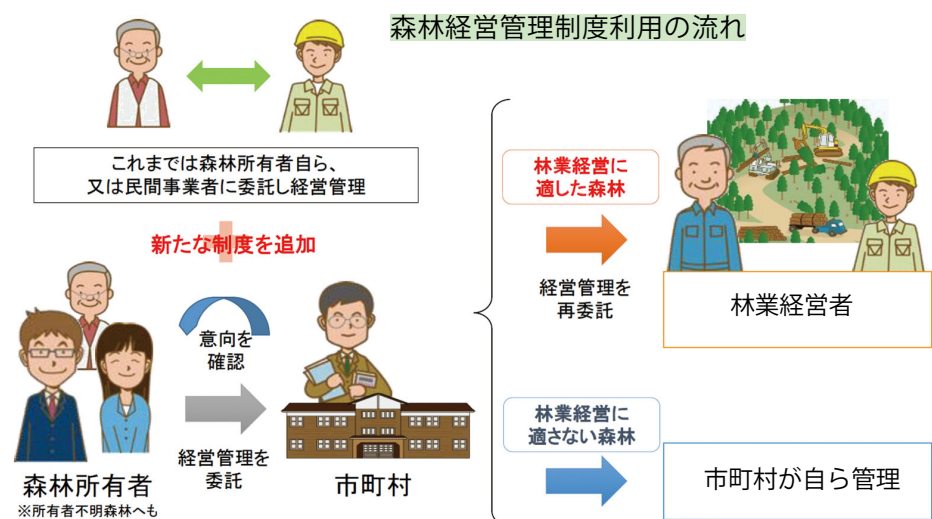 森林経営管理制度利用の流れ
これまでは森林所有者自ら、
又は民間事業者に委託し経営管理
新たな制度を追加
意向を
確認
経営管理を
委託
森林所有者
※所有者不明森林へも
市町村
林業経営に
適した森林
経営管理を
再委託
林業経営者
林業経営に
適さない森林
市町村が自ら管理